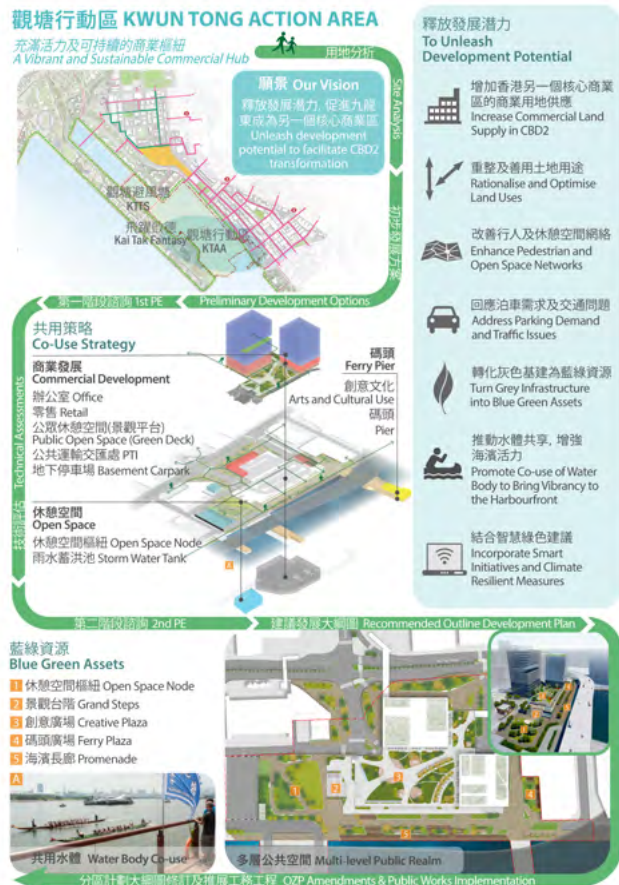 觀塘行動區 KWUN TONG ACTION AREA
充滿活力及可持續的商業樞紐
A Vibrant and Sustainable Commercial Hub
用地分析
Site Analysis
願景 Our Vision
釋放發展潛力, 促進九龍
東成為另一個核心商業區
Unleash development
potential to facilitate CBD2
transformation
觀塘避風塘
KTTS
飛躍啟德
Kai Tak Fantasy
觀塘行動區
KTAA
初步發展方案
Preliminary Development Options
第一階段諮詢 1st PE
共用策略
Co-Use Strategy
商業發展
Commercial Development
辦公室 Office
零售 Retail
公眾休憩空間(景觀平台)
Public Open Space (Green Deck)
公共運輸交匯處 PTI
地下停車場 Basement Carpark
碼頭
Ferry Pier
創意文化
Arts and Cultural Use
碼頭
Pier
休憩空間
Open Space
休憩空間樞紐 Open Space Node
雨水蓄洪池 Storm Water Tank
A
技術評估 Technical Assessments
第二階段諮詢 2nd PE
建議發展大綱圖 Recommended Outline Development Plan
釋放發展潛力
To Unleash
Development Potential
增加香港另一個核心商業
區的商業用地供應
Increase Commercial Land
Supply in CBD2
重整及善用土地用途
Rationalise and Optimise
Land Uses
改善行人及休憩空間網絡
Enhance Pedestrian and
Open Space Networks
回應泊車需求及交通問題
Address Parking Demand
and Traffic Issues
轉化灰色基建為藍綠資源
Turn Grey Infrastructure
into Blue Green Assets
推動水體共享, 增強
海濱活力
Promote Co-use of Water
Body to Bring Vibrancy to
the Harbourfront
結合智慧綠色建議
Incorporate Smart
Initiatives and Climate
Resilient Measures
藍綠資源
Blue Green Assets
1 休憩空間樞紐 Open Space Node
2 景觀台階 Grand Steps
3 創意廣場 Creative Plaza
4 碼頭廣場 Ferry Plaza
5 海濱長廊 Promenade
A
共用水體 Water Body Co-use
1
2
3
4
5
多層公共空間 Multi-level Public Realm
分區計劃大綱圖修訂及推展工務工程 OZP Amendments & Public Works Implementation